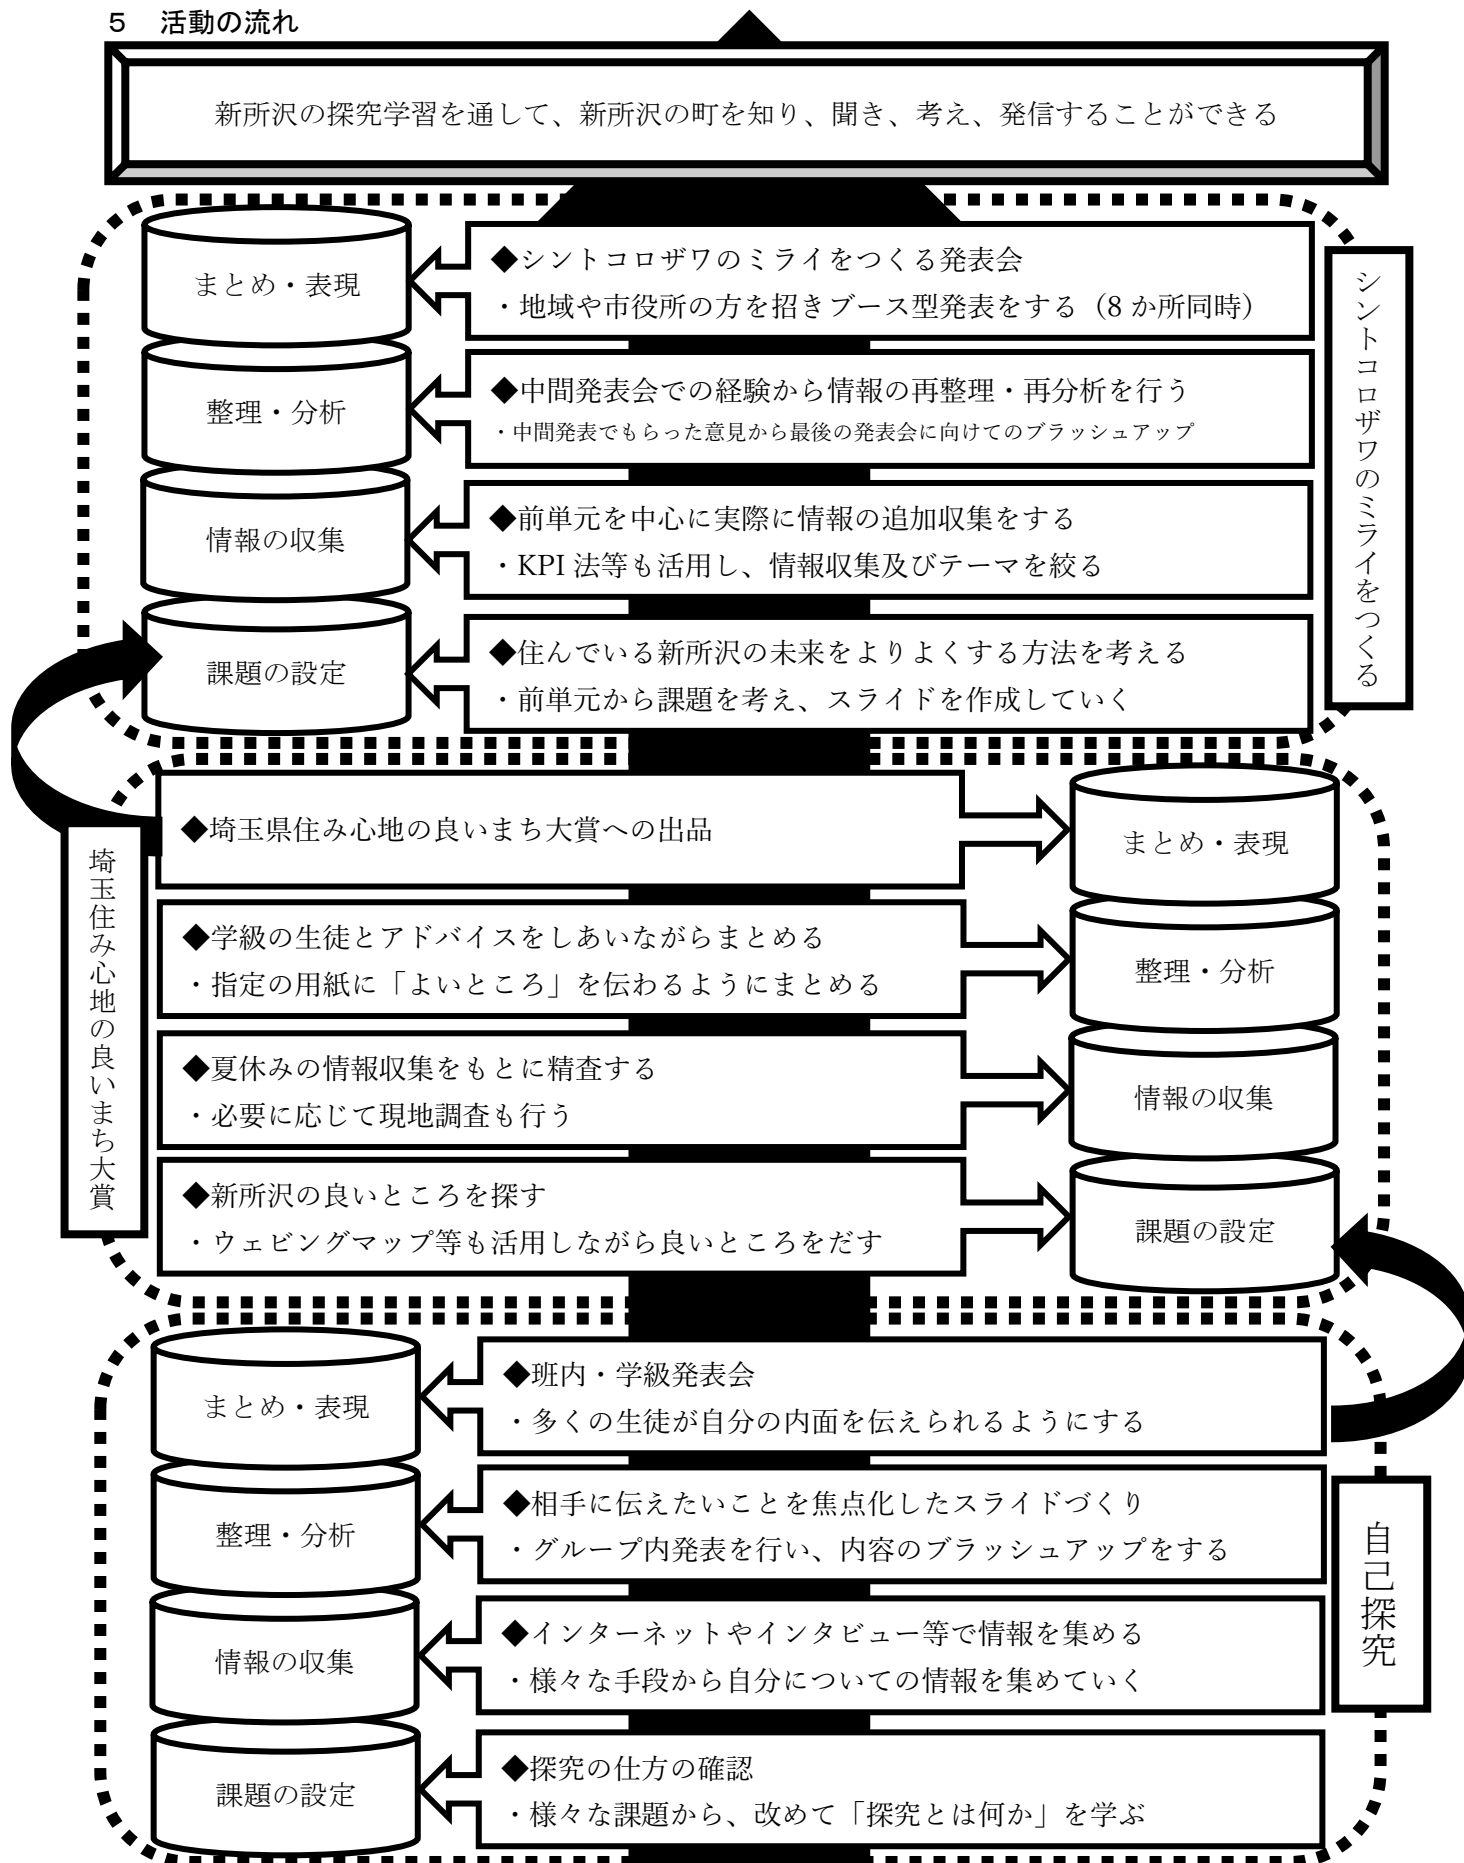 ５　活動の流れ
新所沢の探究学習を通して、新所沢の町を知り、聞き、考え、発信することができる
まとめ・表現
◆シントコロザワのミライをつくる発表会
・地域や市役所の方を招きブース型発表をする（8 か所同時）
整理・分析
◆中間発表会での経験から情報の再整理・再分析を行う
・中間発表でもらった意見から最後の発表会に向けてのブラッシュアップ
情報の収集
◆前単元を中心に実際に情報の追加収集をする
・KPI 法等も活用し、情報収集及びテーマを絞る
課題の設定
◆住んでいる新所沢の未来をよりよくする方法を考える
・前単元から課題を考え、スライドを作成していく
シントコロザワのミライをつくる
◆埼玉県住み心地の良いまち大賞への出品
まとめ・表現
◆学級の生徒とアドバイスをしあいながらまとめる
・指定の用紙に「よいところ」を伝わるようにまとめる
整理・分析
◆夏休みの情報収集をもとに精査する
・必要に応じて現地調査も行う
情報の収集
◆新所沢の良いところを探す
・ウェビングマップ等も活用しながら良いところをだす
課題の設定
埼玉住み心地の良いまち大賞
まとめ・表現
◆班内・学級発表会
・多くの生徒が自分の内面を伝えられるようにする
整理・分析
◆相手に伝えたいことを焦点化したスライドづくり
・グループ内発表を行い、内容のブラッシュアップをする
情報の収集
◆インターネットやインタビュー等で情報を集める
・様々な手段から自分についての情報を集めていく
課題の設定
◆探究の仕方の確認
・様々な課題から、改めて「探究とは何か」を学ぶ
自己探究